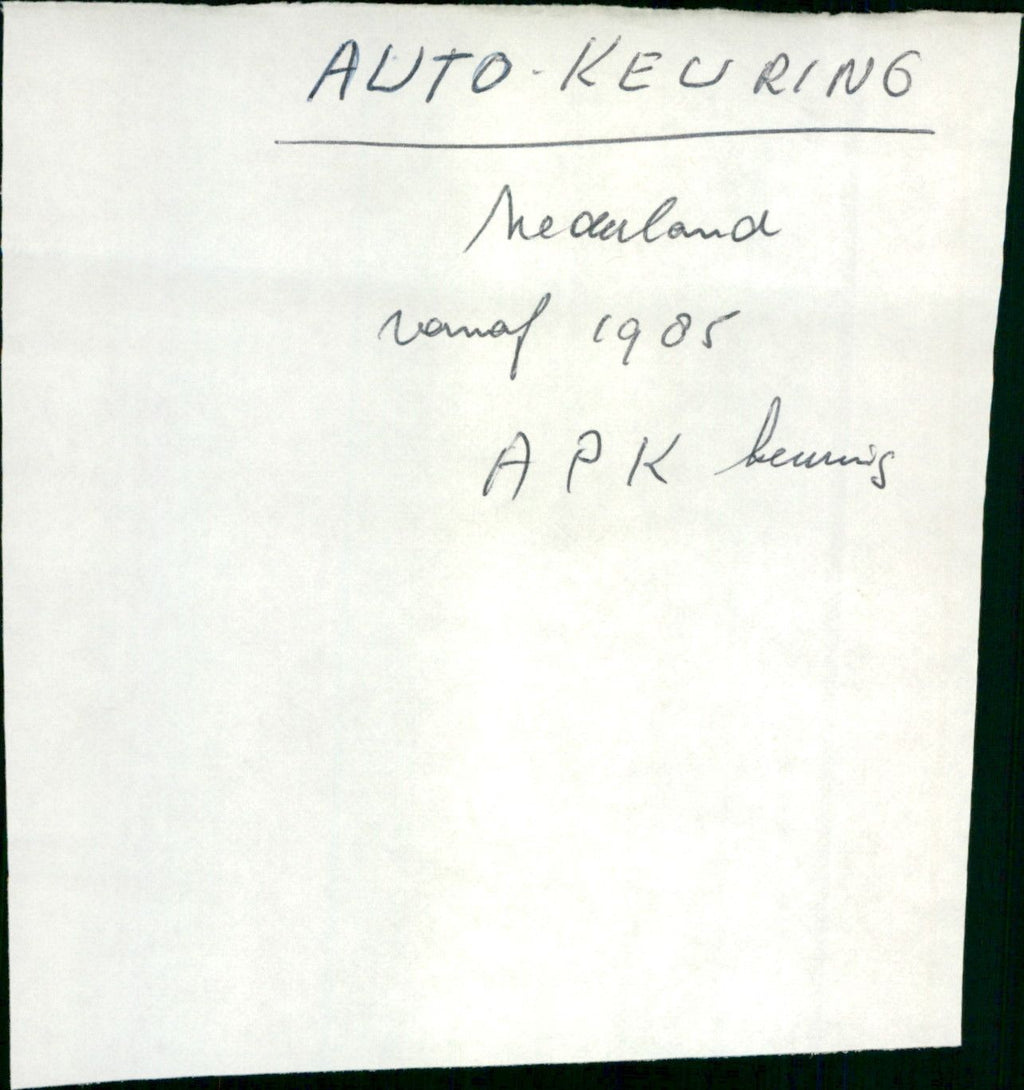 AUTO-KEURING
Nederland
vanaf 1985
APK keuring